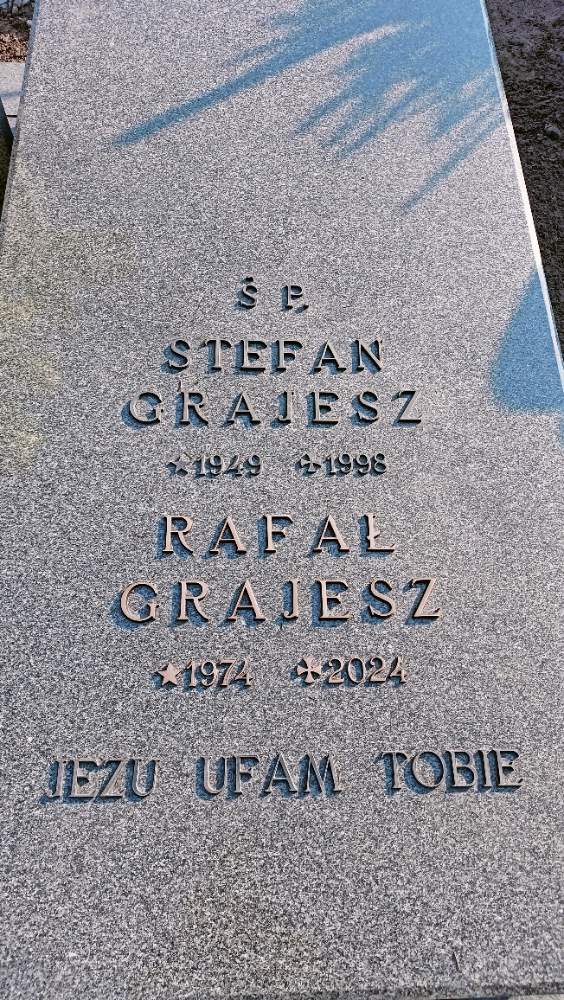 Ś P.
STEFAN
GRAJESZ
★1949 ✠1998
RAFAŁ
GRAJESZ
★1974 ✠2024
JEZU UFAM TOBIE